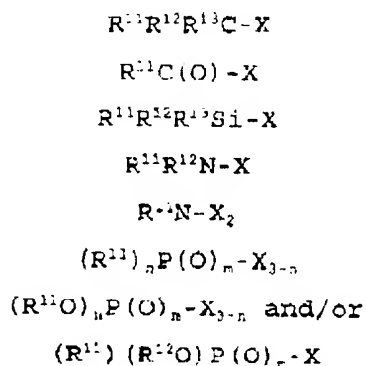 R¹¹R¹²R¹³C-X
R¹¹C(O)-X
R¹¹R¹²R¹³Si-X
R¹¹R¹²N-X
R¹¹N-X₂
(R¹¹)ₙP(O)ₘ-X₃₋ₙ
(R¹¹O)ₙP(O)ₘ-X₃₋ₙ and/or
(R¹¹)(R¹²O)P(O)ₘ-X